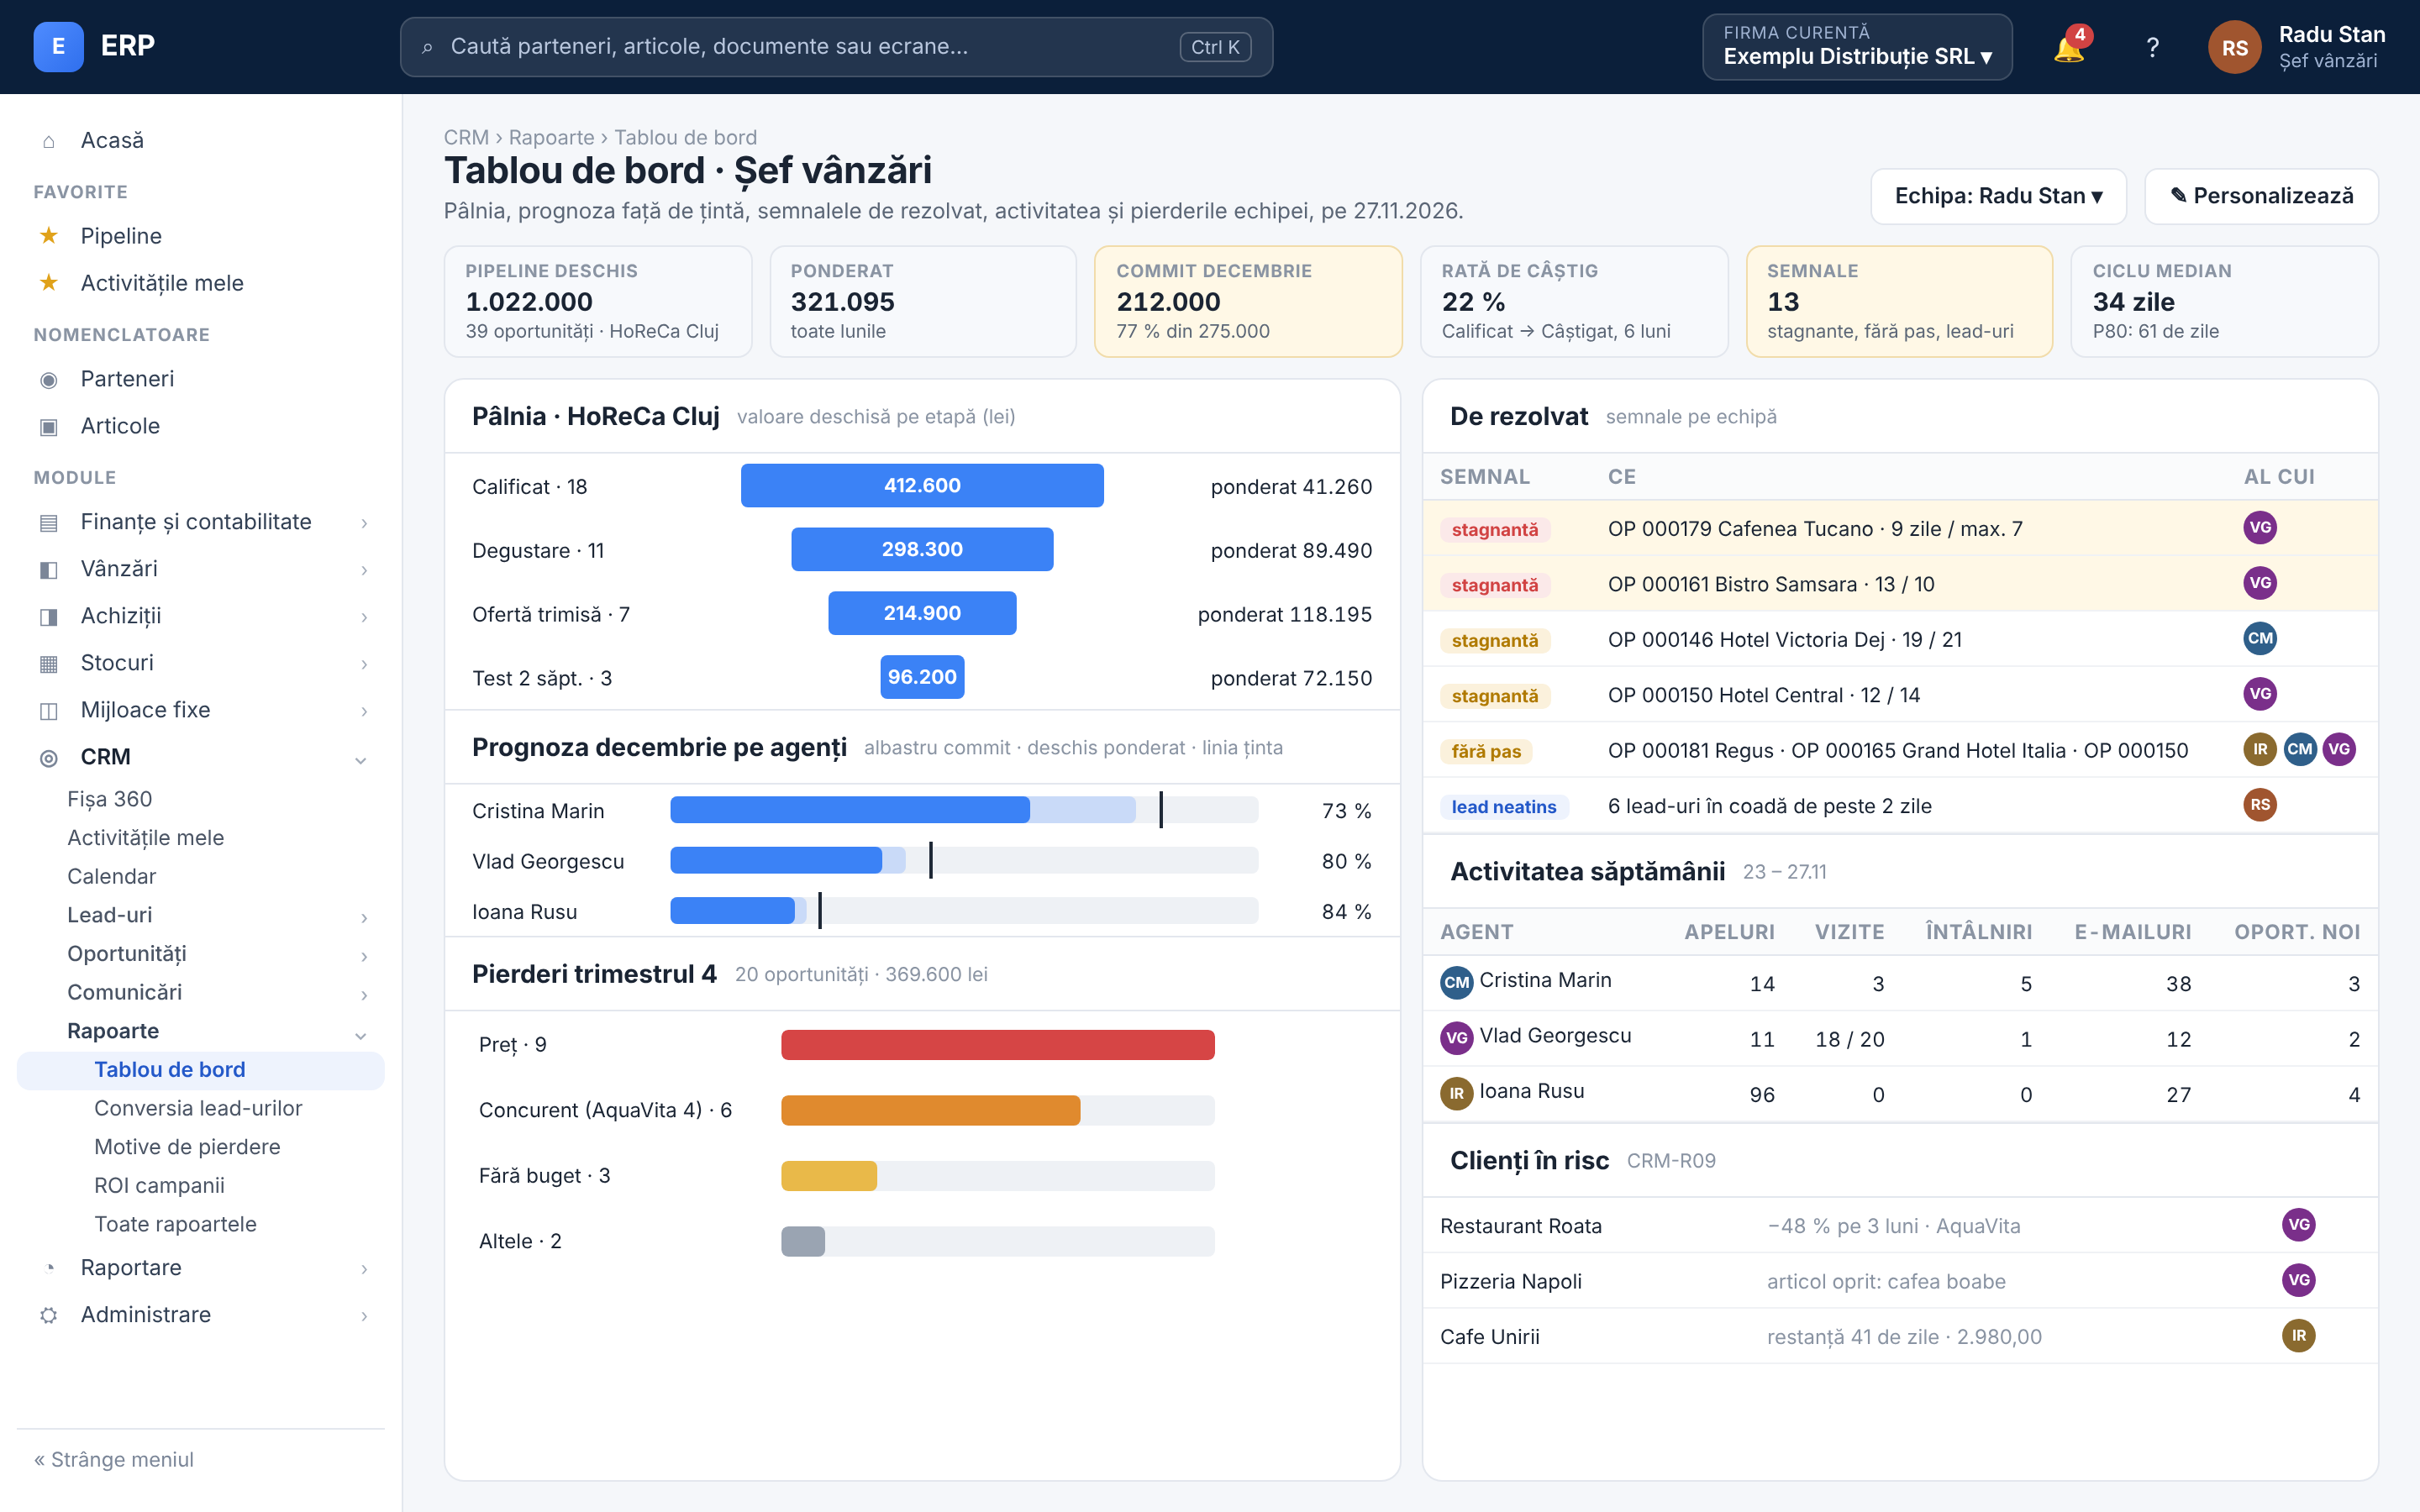 E ERP
Caută parteneri, articole, documente sau ecrane... Ctrl K
FIRMA CURENTĂ
Exemplu Distribuție SRL ▾
4
?
RS
Radu Stan
Șef vânzări
Acasă
FAVORITE
★ Pipeline
★ Activitățile mele
NOMENCLATOARE
Parteneri
Articole
MODULE
Finanțe și contabilitate ›
Vânzări ›
Achiziții ›
Stocuri ›
Mijloace fixe ›
CRM
Fișa 360
Activitățile mele
Calendar
Lead-uri ›
Oportunități ›
Comunicări ›
Rapoarte
Tablou de bord
Conversia lead-urilor
Motive de pierdere
ROI campanii
Toate rapoartele
Raportare ›
Administrare ›
« Strânge meniul
CRM › Rapoarte › Tablou de bord
Tablou de bord · Șef vânzări
Pâlnia, prognoza față de țintă, semnalele de rezolvat, activitatea și pierderile echipei, pe 27.11.2026.
Echipa: Radu Stan ▾
✎ Personalizează
PIPELINE DESCHIS
1.022.000
39 oportunități · HoReCa Cluj
PONDERAT
321.095
toate lunile
COMMIT DECEMBRIE
212.000
77 % din 275.000
RATĂ DE CÂȘTIG
22 %
Calificat → Câștigat, 6 luni
SEMNALE
13
stagnante, fără pas, lead-uri
CICLU MEDIAN
34 zile
P80: 61 de zile
Pâlnia · HoReCa Cluj valoare deschisă pe etapă (lei)
Calificat · 18 412.600 ponderat 41.260
Degustare · 11 298.300 ponderat 89.490
Ofertă trimisă · 7 214.900 ponderat 118.195
Test 2 săpt. · 3 96.200 ponderat 72.150
Prognoza decembrie pe agenți albastru commit · deschis ponderat · linia ținta
Cristina Marin 73 %
Vlad Georgescu 80 %
Ioana Rusu 84 %
Pierderi trimestrul 4 20 oportunități · 369.600 lei
Preț · 9
Concurent (AquaVita 4) · 6
Fără buget · 3
Altele · 2
De rezolvat semnale pe echipă
SEMNAL CE AL CUI
stagnantă OP 000179 Cafenea Tucano · 9 zile / max. 7 VG
stagnantă OP 000161 Bistro Samsara · 13 / 10 VG
stagnantă OP 000146 Hotel Victoria Dej · 19 / 21 CM
stagnantă OP 000150 Hotel Central · 12 / 14 VG
fără pas OP 000181 Regus · OP 000165 Grand Hotel Italia · OP 000150 IR CM VG
lead neatins 6 lead-uri în coadă de peste 2 zile RS
Activitatea săptămânii 23 – 27.11
AGENT APELURI VIZITE ÎNTÂLNIRI E-MAILURI OPORT. NOI
CM Cristina Marin 14 3 5 38 3
VG Vlad Georgescu 11 18 / 20 1 12 2
IR Ioana Rusu 96 0 0 27 4
Clienți în risc CRM-R09
Restaurant Roata −48 % pe 3 luni · AquaVita VG
Pizzeria Napoli articol oprit: cafea boabe VG
Cafe Unirii restanță 41 de zile · 2.980,00 IR